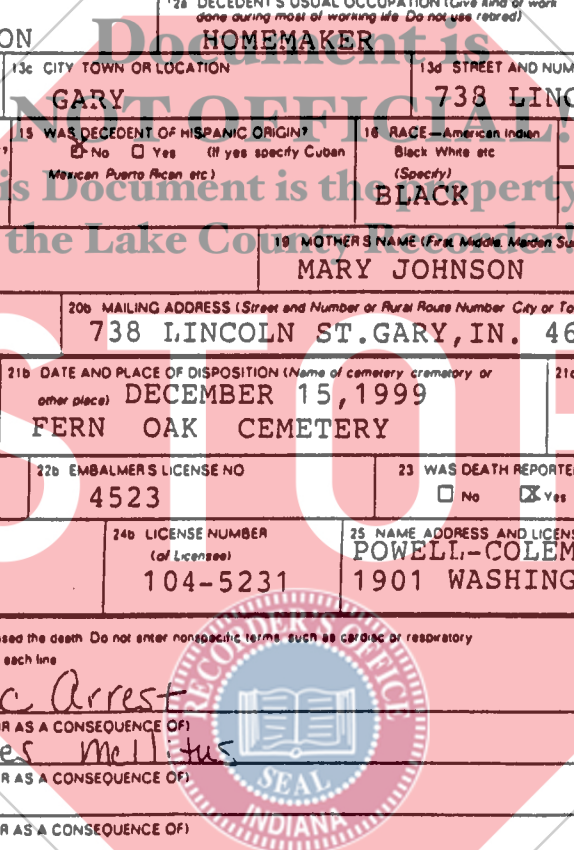 12a DECEDENT'S USUAL OCCUPATION (Give kind of work
done during most of working life Do not use retired)
ON HOMEMAKER
Document is
13c CITY TOWN OR LOCATION 13d STREET AND NUM
GARY 738 LINC
NOT OFFICIAL!
15 WAS DECEDENT OF HISPANIC ORIGIN? 16 RACE—American Indian
? ☒ No ☐ Yes (If yes specify Cuban Black White etc
Mexican Puerto Rican etc) (Specify)
is Document is the property
BLACK
the Lake County Recorder!
19 MOTHER'S NAME (First, Middle, Maiden Sur
MARY JOHNSON
20b MAILING ADDRESS (Street and Number or Rural Route Number City or To
738 LINCOLN ST.GARY,IN. 46
21b DATE AND PLACE OF DISPOSITION (Name of cemetery crematory or 21c
other place) DECEMBER 15,1999
FERN OAK CEMETERY
STOP
22b EMBALMERS LICENSE NO 23 WAS DEATH REPORTE
4523 ☐ No ☒ Yes
24b LICENSE NUMBER 25 NAME ADDRESS AND LICENS
(of Licensee) POWELL-COLEM
104-5231 1901 WASHING
sed the death Do not enter nonspecific terms such as cardiac or respiratory
each line
c Arrest
R AS A CONSEQUENCE OF)
es Mellitus
R AS A CONSEQUENCE OF)
R AS A CONSEQUENCE OF)
RECORDER'S OFFICE
SEAL
INDIANA